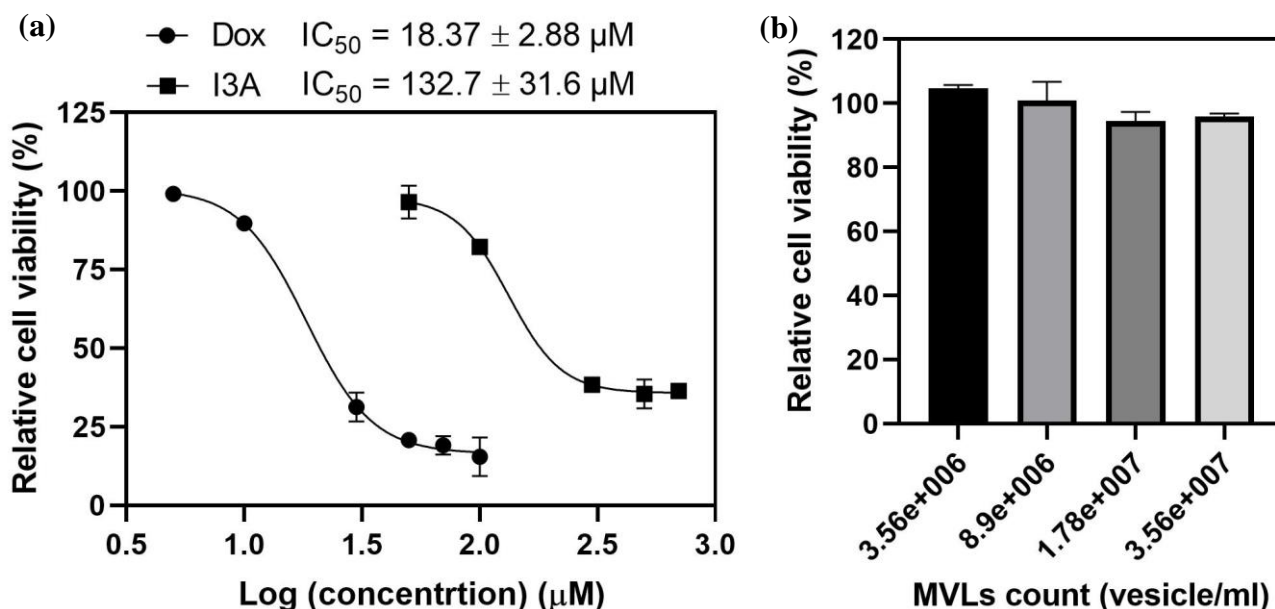 (a)
Dox IC50 = 18.37 ± 2.88 µM
I3A IC50 = 132.7 ± 31.6 µM
Relative cell viability (%)
125
100
75
50
25
0
0.5 1.0 1.5 2.0 2.5 3.0
Log (concentrtion) (µM)
(b)
Relative cell viability (%)
120
100
80
60
40
20
0
3.56e+006
8.9e+006
1.78e+007
3.56e+007
MVLs count (vesicle/ml)